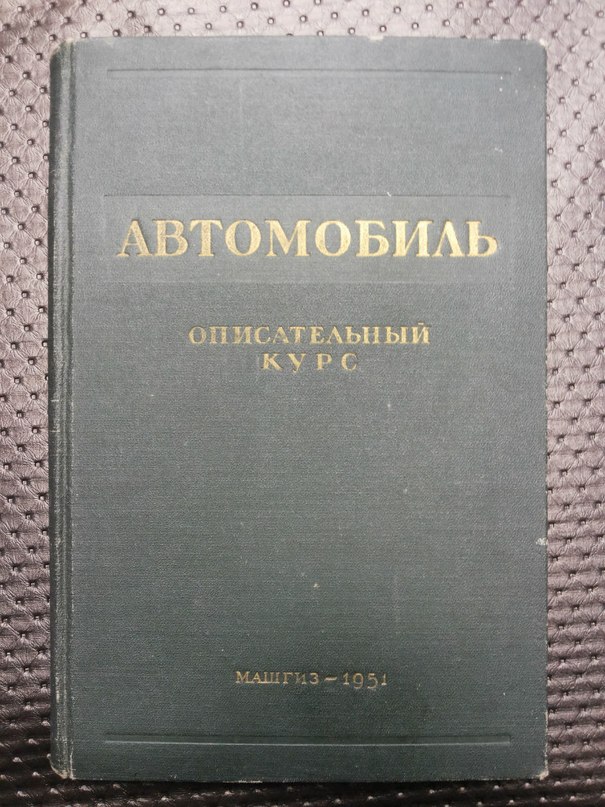 АВТОМОБИЛЬ
ОПИСАТЕЛЬНЫЙ
КУРС
МАШГИЗ – 1951